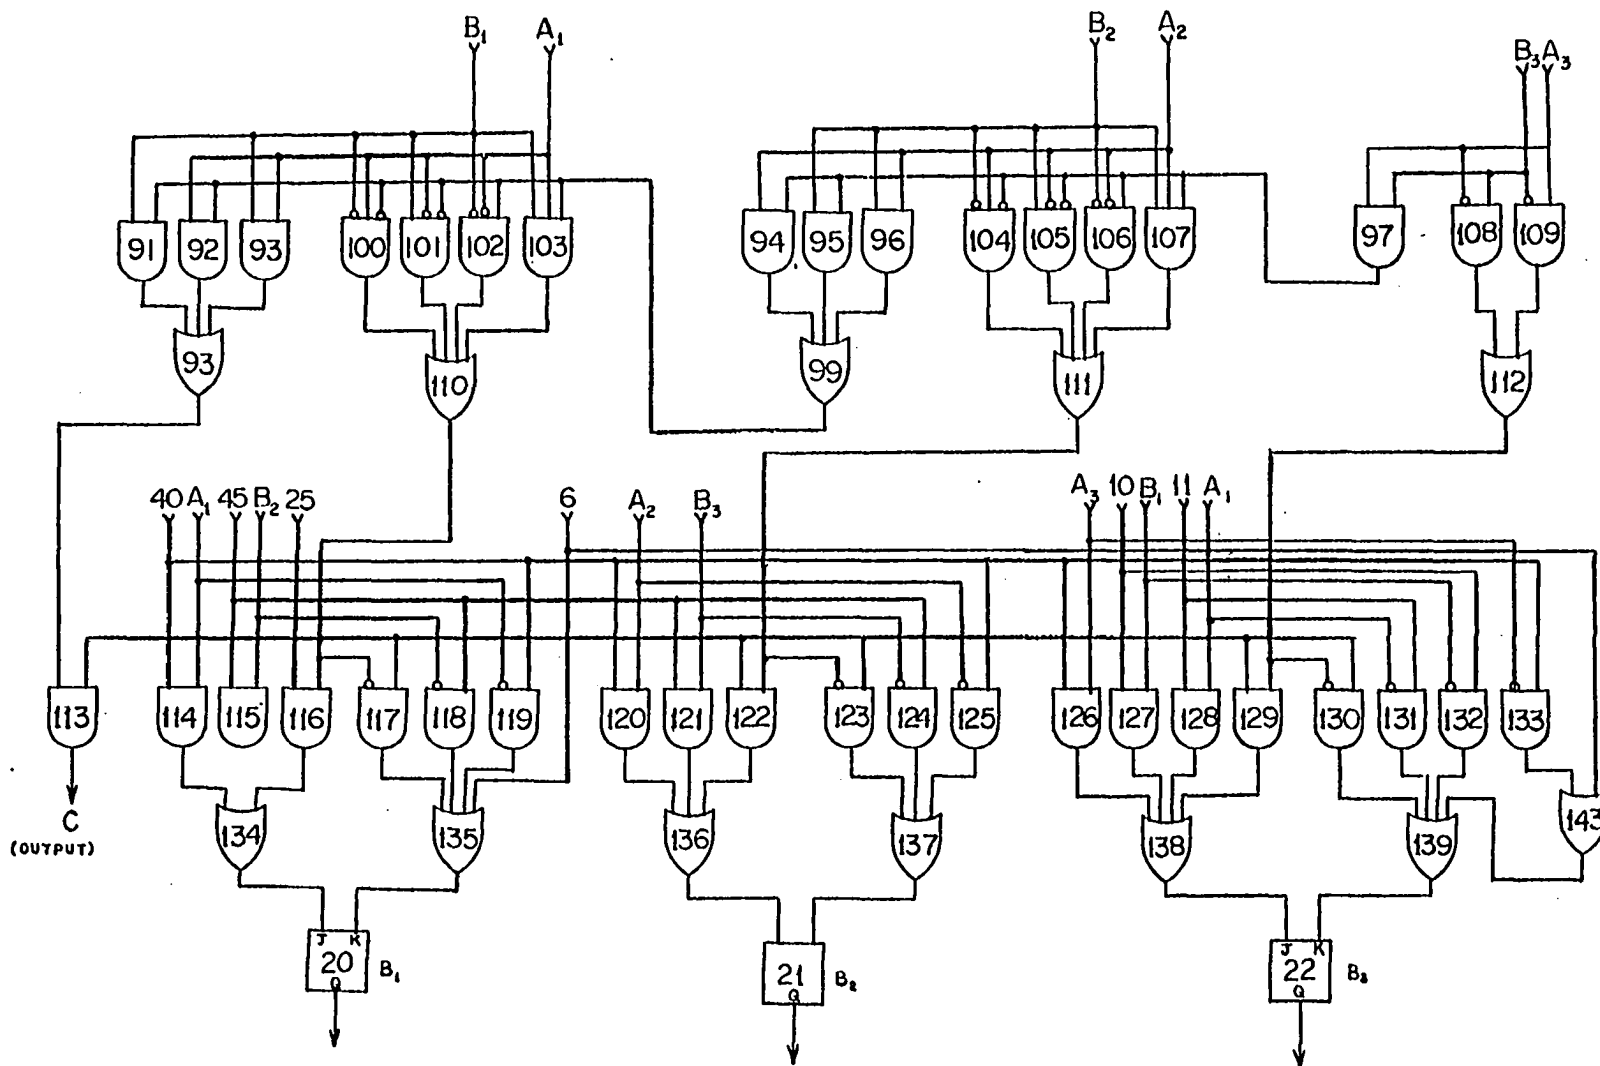 B₁ A₁ B₂ A₂ B₃ A₃
91 92 93 100 101 102 103 94 95 96 104 105 106 107 97 108 109
93 110 99 111 112
40 A₁ 45 B₂ 25 6 A₂ B₃ A₃ 10 B₁ 11 A₁
113 114 115 116 117 118 119 120 121 122 123 124 125 126 127 128 129 130 131 132 133
C
(OUTPUT)
134 135 136 137 138 139 143
J K
20 B₁
Q
21 B₂
Q
J K
22 B₃
Q